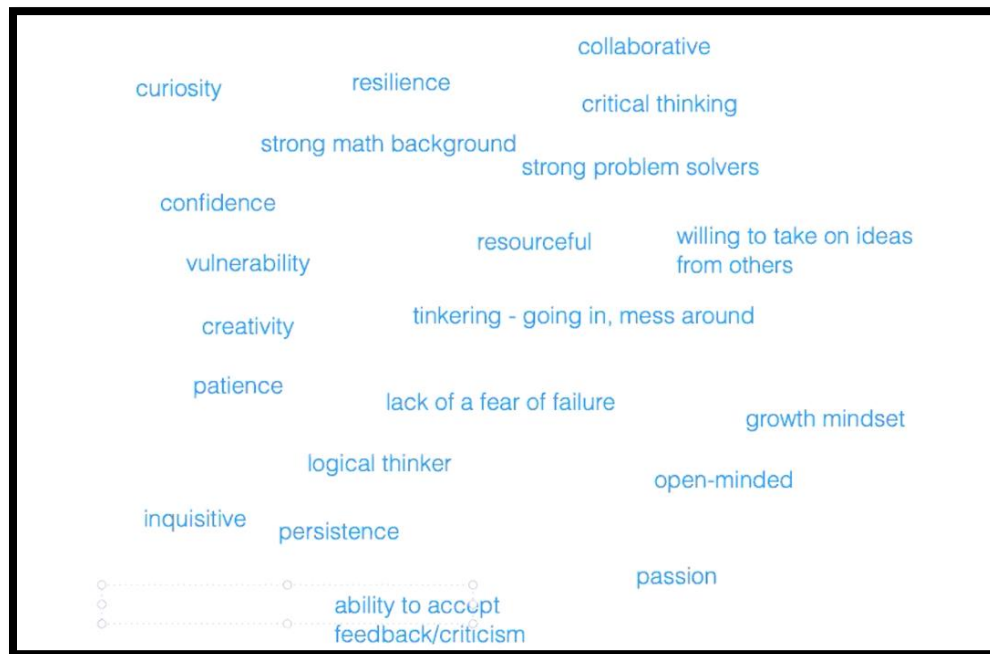 collaborative
curiosity
resilience
critical thinking
strong math background
strong problem solvers
confidence
resourceful
willing to take on ideas
from others
vulnerability
tinkering - going in, mess around
creativity
patience
lack of a fear of failure
growth mindset
logical thinker
open-minded
inquisitive
persistence
passion
ability to accept
feedback/criticism